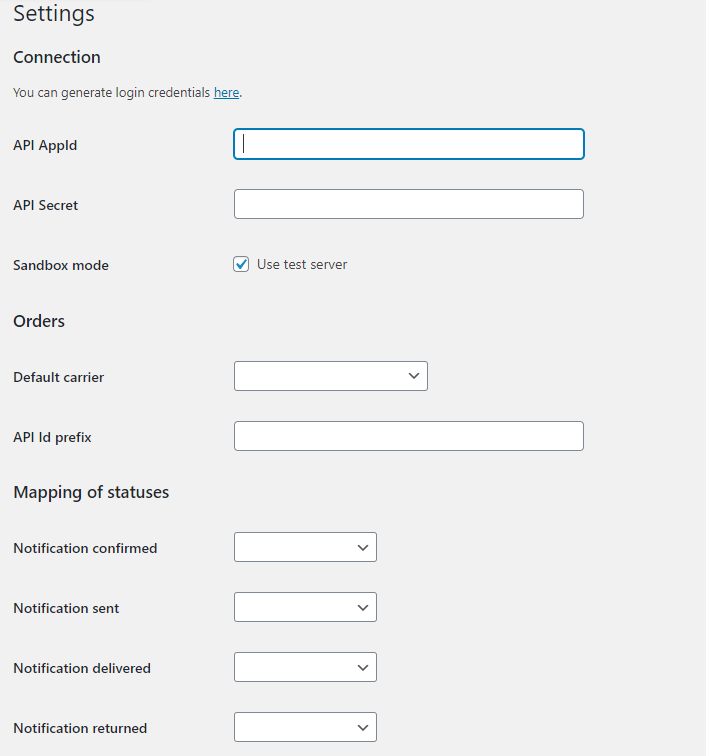 Settings
Connection
You can generate login credentials here.
API AppId
API Secret
Sandbox mode Use test server
Orders
Default carrier
API Id prefix
Mapping of statuses
Notification confirmed
Notification sent
Notification delivered
Notification returned